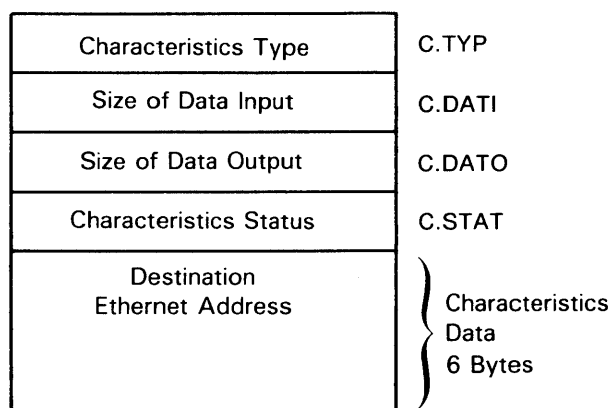 Characteristics Type C.TYP
Size of Data Input C.DATI
Size of Data Output C.DATO
Characteristics Status C.STAT
Destination
Ethernet Address
Characteristics
Data
6 Bytes